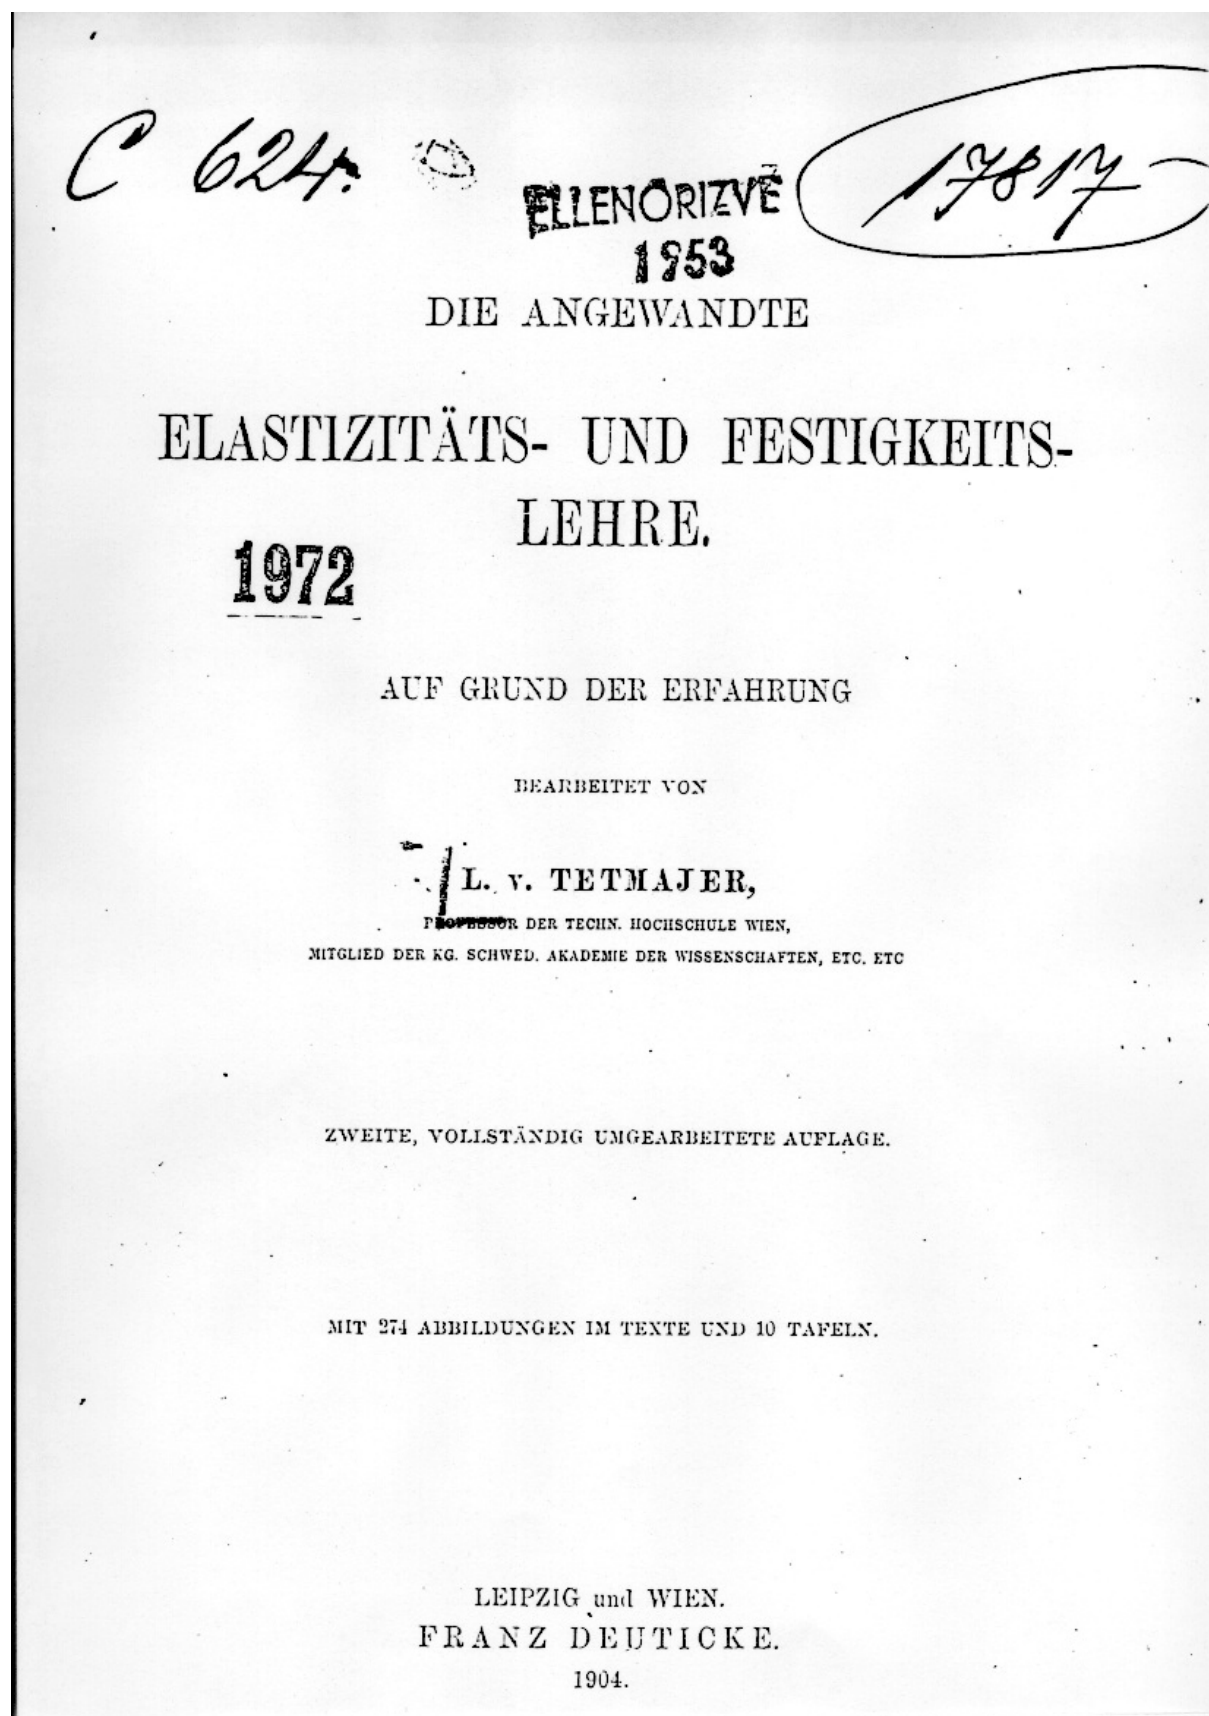 C 624.
17817
ELLENŐRIZVE
1953
DIE ANGEWANDTE
ELASTIZITÄTS- UND FESTIGKEITS-
LEHRE.
1972
AUF GRUND DER ERFAHRUNG
BEARBEITET VON
L. v. TETMAJER,
PROFESSOR DER TECHN. HOCHSCHULE WIEN,
MITGLIED DER KG. SCHWED. AKADEMIE DER WISSENSCHAFTEN, ETC. ETC
ZWEITE, VOLLSTÄNDIG UMGEARBEITETE AUFLAGE.
MIT 274 ABBILDUNGEN IM TEXTE UND 10 TAFELN.
LEIPZIG und WIEN.
FRANZ DEUTICKE.
1904.